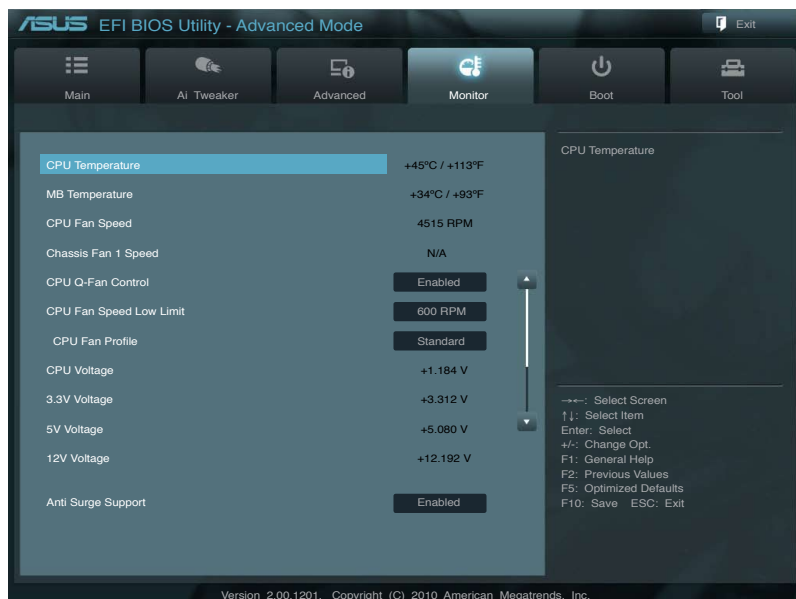 ASUS EFI BIOS Utility - Advanced Mode
Exit
Main Ai Tweaker Advanced Monitor Boot Tool
CPU Temperature +45ºC / +113ºF
MB Temperature +34ºC / +93ºF
CPU Fan Speed 4515 RPM
Chassis Fan 1 Speed N/A
CPU Q-Fan Control Enabled
CPU Fan Speed Low Limit 600 RPM
CPU Fan Profile Standard
CPU Voltage +1.184 V
3.3V Voltage +3.312 V
5V Voltage +5.080 V
12V Voltage +12.192 V
Anti Surge Support Enabled
CPU Temperature
→←: Select Screen
↑↓: Select Item
Enter: Select
+/-: Change Opt.
F1: General Help
F2: Previous Values
F5: Optimized Defaults
F10: Save ESC: Exit
Version 2.00.1201. Copyright (C) 2010 American Megatrends, Inc.